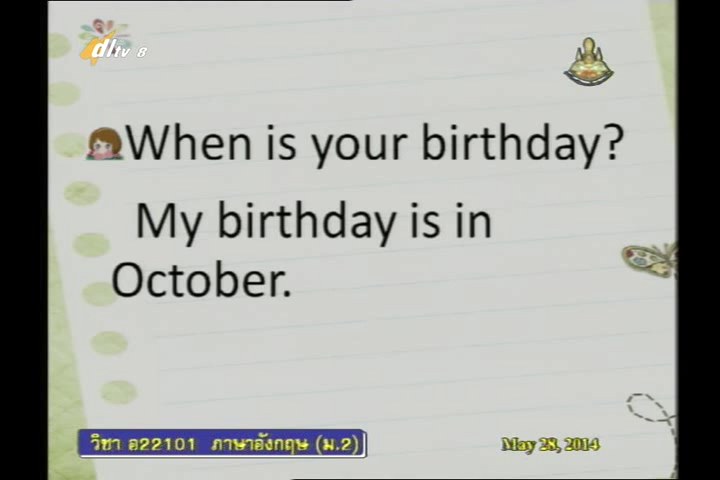 dltv 8
When is your birthday?
My birthday is in
October.
วิชา อ22101 ภาษาอังกฤษ (ม.2)
May 28, 2014